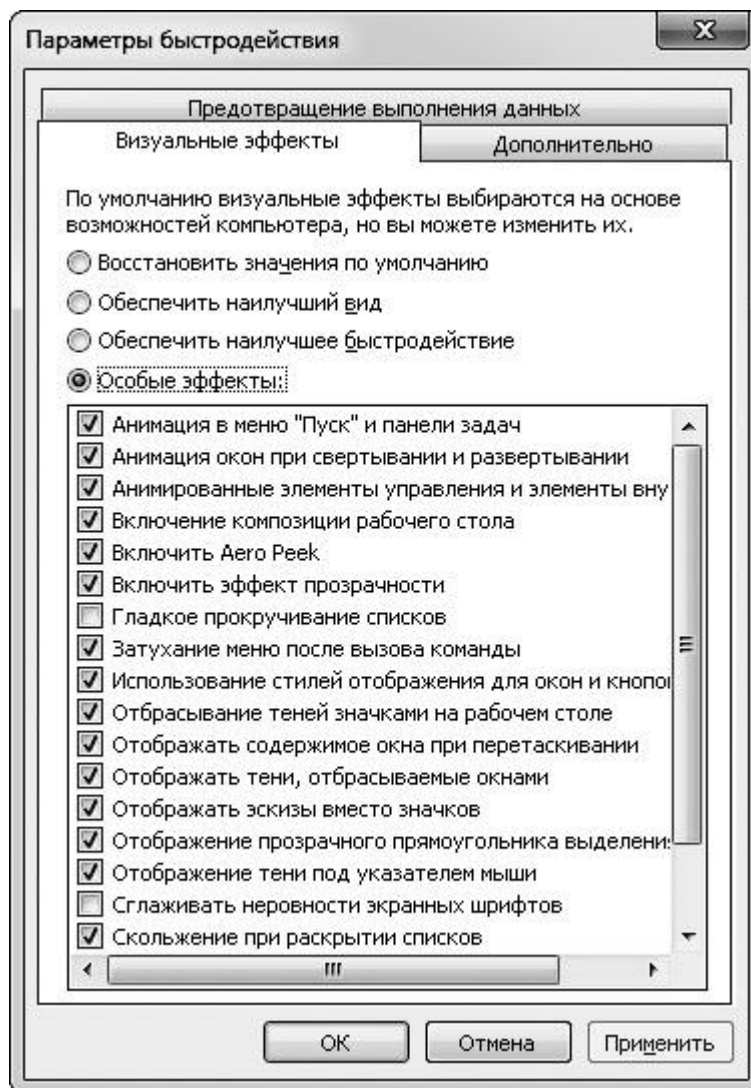 Параметры быстродействия
Предотвращение выполнения данных
Визуальные эффекты
Дополнительно
По умолчанию визуальные эффекты выбираются на основе
возможностей компьютера, но вы можете изменить их.
Восстановить значения по умолчанию
Обеспечить наилучший вид
Обеспечить наилучшее быстродействие
Особые эффекты:
Анимация в меню "Пуск" и панели задач
Анимация окон при свертывании и развертывании
Анимированные элементы управления и элементы вну
Включение композиции рабочего стола
Включить Aero Peek
Включить эффект прозрачности
Гладкое прокручивание списков
Затухание меню после вызова команды
Использование стилей отображения для окон и кнопо
Отбрасывание теней значками на рабочем столе
Отображать содержимое окна при перетаскивании
Отображать тени, отбрасываемые окнами
Отображать эскизы вместо значков
Отображение прозрачного прямоугольника выделени
Отображение тени под указателем мыши
Сглаживать неровности экранных шрифтов
Скольжение при раскрытии списков
ОК
Отмена
Применить